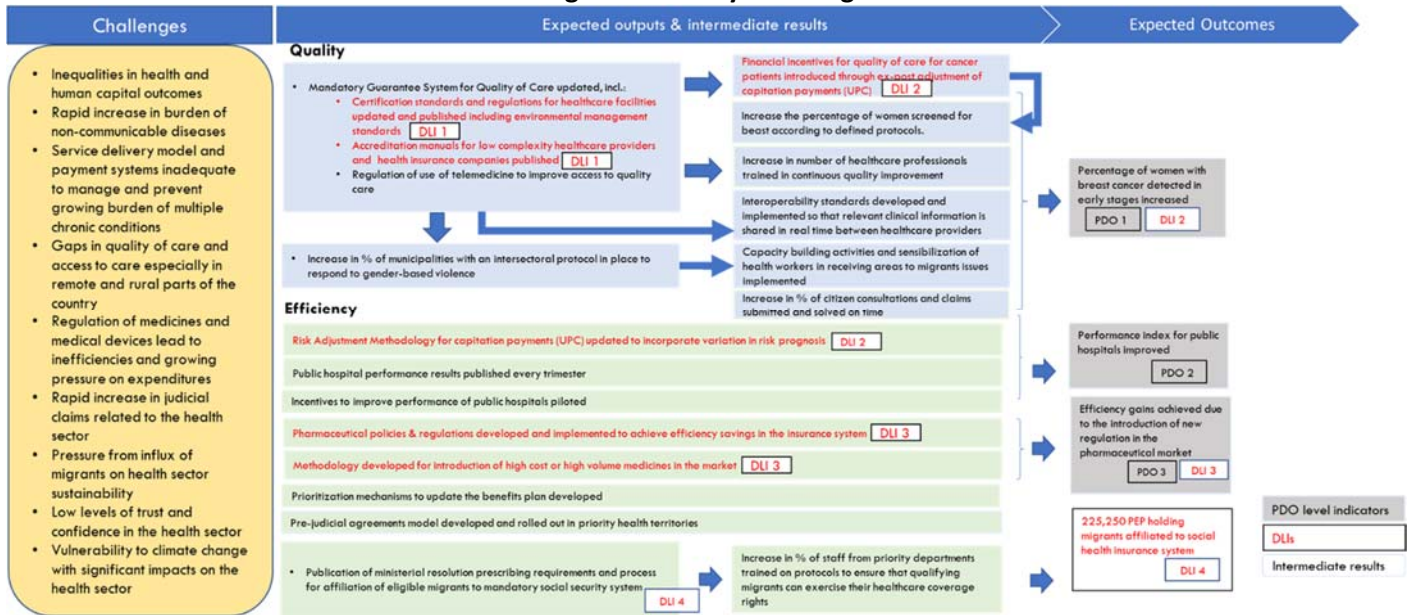 Challenges
Expected outputs & intermediate results
Expected Outcomes
• Inequalities in health and
human capital outcomes
• Rapid increase in burden of
non-communicable diseases
• Service delivery model and
payment systems inadequate
to manage and prevent
growing burden of multiple
chronic conditions
• Gaps in quality of care and
access to care especially in
remote and rural parts of the
country
• Regulation of medicines and
medical devices lead to
inefficiencies and growing
pressure on expenditures
• Rapid increase in judicial
claims related to the health
sector
• Pressure from influx of
migrants on health sector
sustainability
• Low levels of trust and
confidence in the health sector
• Vulnerability to climate change
with significant impacts on the
health sector
Quality
• Mandatory Guarantee System for Quality of Care updated, incl.:
• Certification standards and regulations for healthcare facilities
updated and published including environmental management
standards DLI 1
• Accreditation manuals for low complexity healthcare providers
and health insurance companies published DLI 1
• Regulation of use of telemedicine to improve access to quality
care
• Increase in % of municipalities with an intersectoral protocol in place to
respond to gender-based violence
Financial incentives for quality of care for cancer
patients introduced through ex-post adjustment of
capitation payments (UPC) DLI 2
Increase the percentage of women screened for
beast according to defined protocols.
Increase in number of healthcare professionals
trained in continuous quality improvement
Interoperability standards developed and
implemented so that relevant clinical information is
shared in real time between healthcare providers
Capacity building activities and sensibilization of
health workers in receiving areas to migrants issues
implemented
Increase in % of citizen consultations and claims
submitted and solved on time
Percentage of women with
breast cancer detected in
early stages increased
PDO 1 DLI 2
Efficiency
Risk Adjustment Methodology for capitation payments (UPC) updated to incorporate variation in risk prognosis DLI 2
Public hospital performance results published every trimester
Incentives to improve performance of public hospitals piloted
Pharmaceutical policies & regulations developed and implemented to achieve efficiency savings in the insurance system DLI 3
Methodology developed for introduction of high cost or high volume medicines in the market DLI 3
Prioritization mechanisms to update the benefits plan developed
Pre-judicial agreements model developed and rolled out in priority health territories
• Publication of ministerial resolution prescribing requirements and process
for affiliation of eligible migrants to mandatory social security system
DLI 4
Increase in % of staff from priority departments
trained on protocols to ensure that qualifying
migrants can exercise their healthcare coverage
rights
Performance index for public
hospitals improved
PDO 2
Efficiency gains achieved due
to the introduction of new
regulation in the
pharmaceutical market
PDO 3 DLI 3
225,250 PEP holding
migrants affiliated to social
health insurance system
DLI 4
PDO level indicators
DLIs
Intermediate results